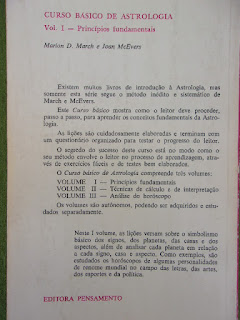 CURSO BÁSICO DE ASTROLOGIA
Vol. I — Princípios fundamentais
Marion D. March e Joan McEvers
Existem muitos livros de introdução à Astrologia, mas
somente esta série segue o método inédito e sistemático de
March e McEvers.
Este Curso básico mostra como o leitor deve proceder,
passo a passo, para aprender os conceitos fundamentais da As-
trologia.
As lições são cuidadosamente elaboradas e terminam com
um questionário organizado para testar o progresso do leitor.
O segredo do sucesso deste curso está no modo como o
seu método envolve o leitor no processo de aprendizagem, atra-
vés de exercícios fáceis e de testes bem elaborados.
O Curso básico de Astrologia compreende três volumes:
VOLUME I — Princípios fundamentais
VOLUME II — Técnicas de cálculo e de interpretação
VOLUME III — Análise do horóscopo
Os volumes são autônomos, podendo ser adquiridos e estu-
dados separadamente.
Neste I volume, as lições versam sobre o simbolismo
básico dos signos, dos planetas, das casas e dos
aspectos, além de analisar cada planeta em relação
a cada signo, casa e aspecto. Como exemplos, são
estudados os horóscopos de algumas personalidades
de renome mundial no campo das letras, das artes,
dos esportes e da política.
EDITORA PENSAMENTO